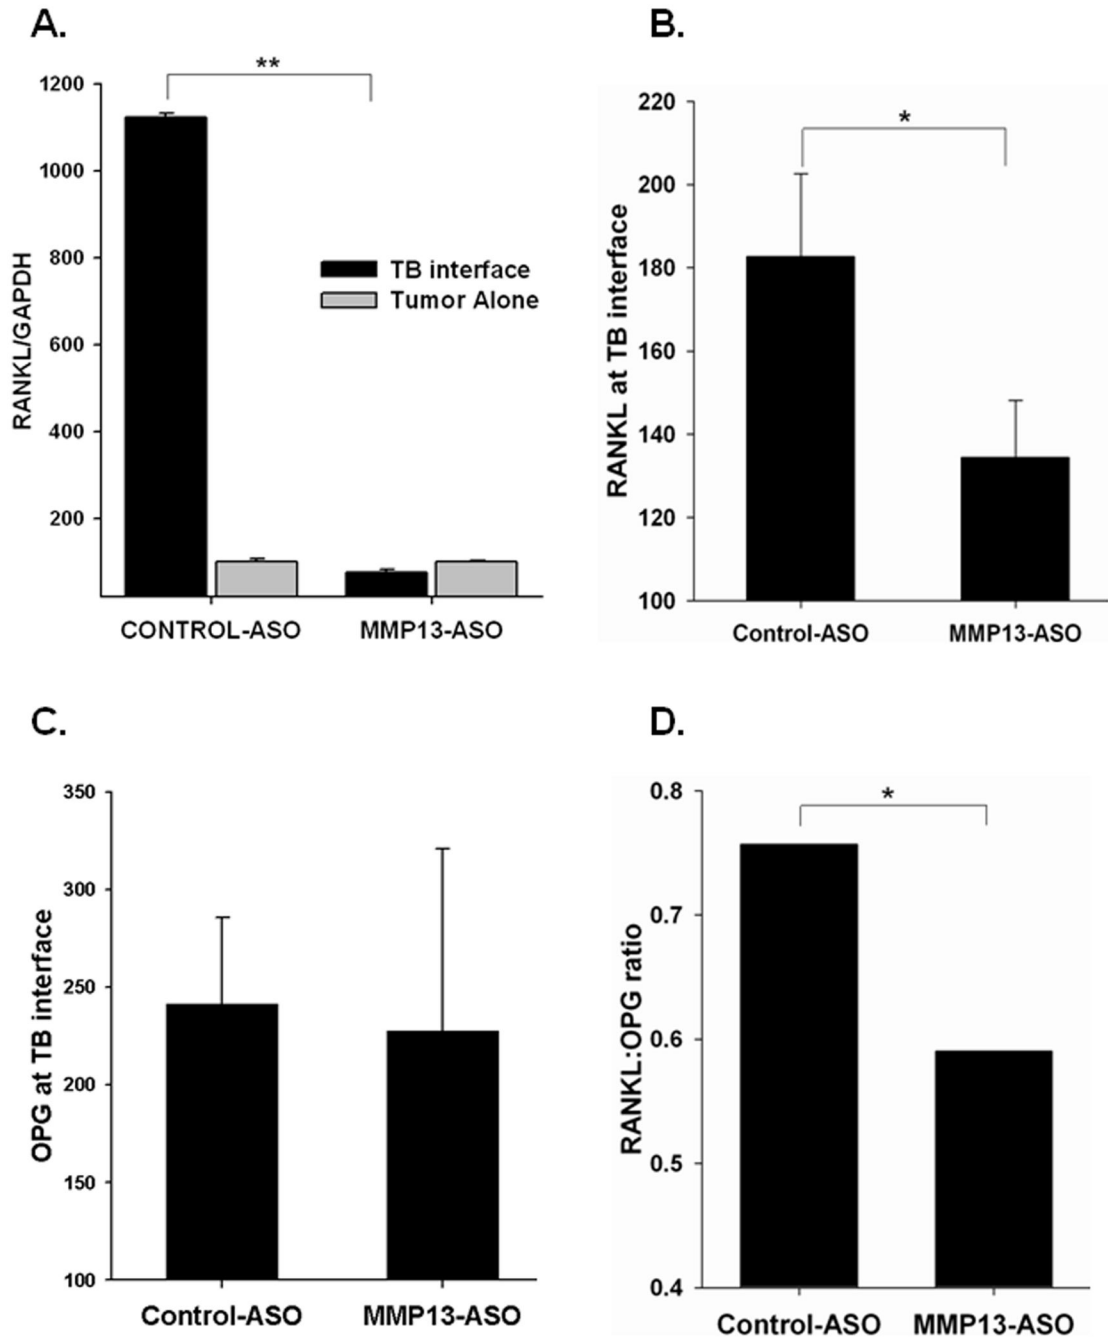 A.
**
1200
1000
800
600
400
200
RANKL/GAPDH
TB interface
Tumor Alone
CONTROL-ASO MMP13-ASO
B.
*
220
200
180
160
140
120
100
RANKL at TB interface
Control-ASO MMP13-ASO
C.
350
300
250
200
150
100
OPG at TB interface
Control-ASO MMP13-ASO
D.
*
0.8
0.7
0.6
0.5
0.4
RANKL:OPG ratio
Control-ASO MMP13-ASO